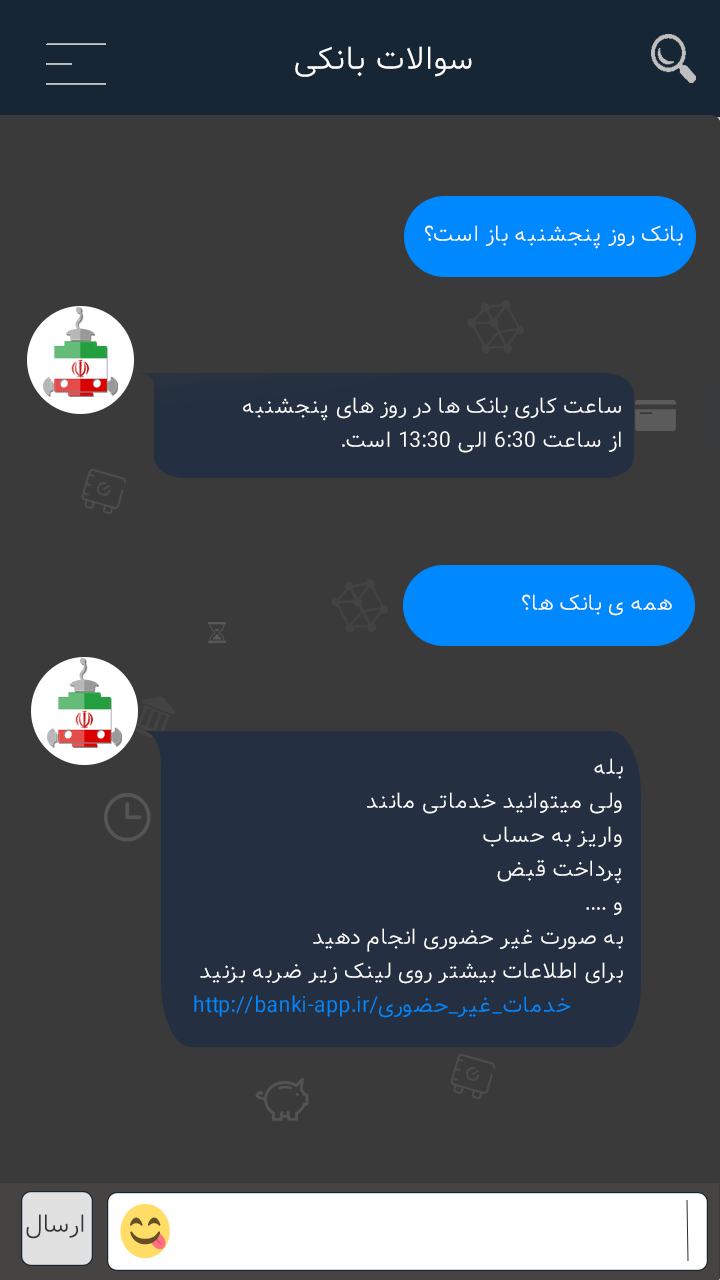 سوالات بانکی
بانک روز پنجشنبه باز است؟
ساعت کاری بانک ها در روز های پنجشنبه
از ساعت 6:30 الی 13:30 است.
همه ی بانک ها؟
بله
ولی میتوانید خدماتی مانند
واریز به حساب
پرداخت قبض
و ....
به صورت غیر حضوری انجام دهید
برای اطلاعات بیشتر روی لینک زیر ضربه بزنید
http://banki-app.ir/خدمات_غیر_حضوری
ارسال